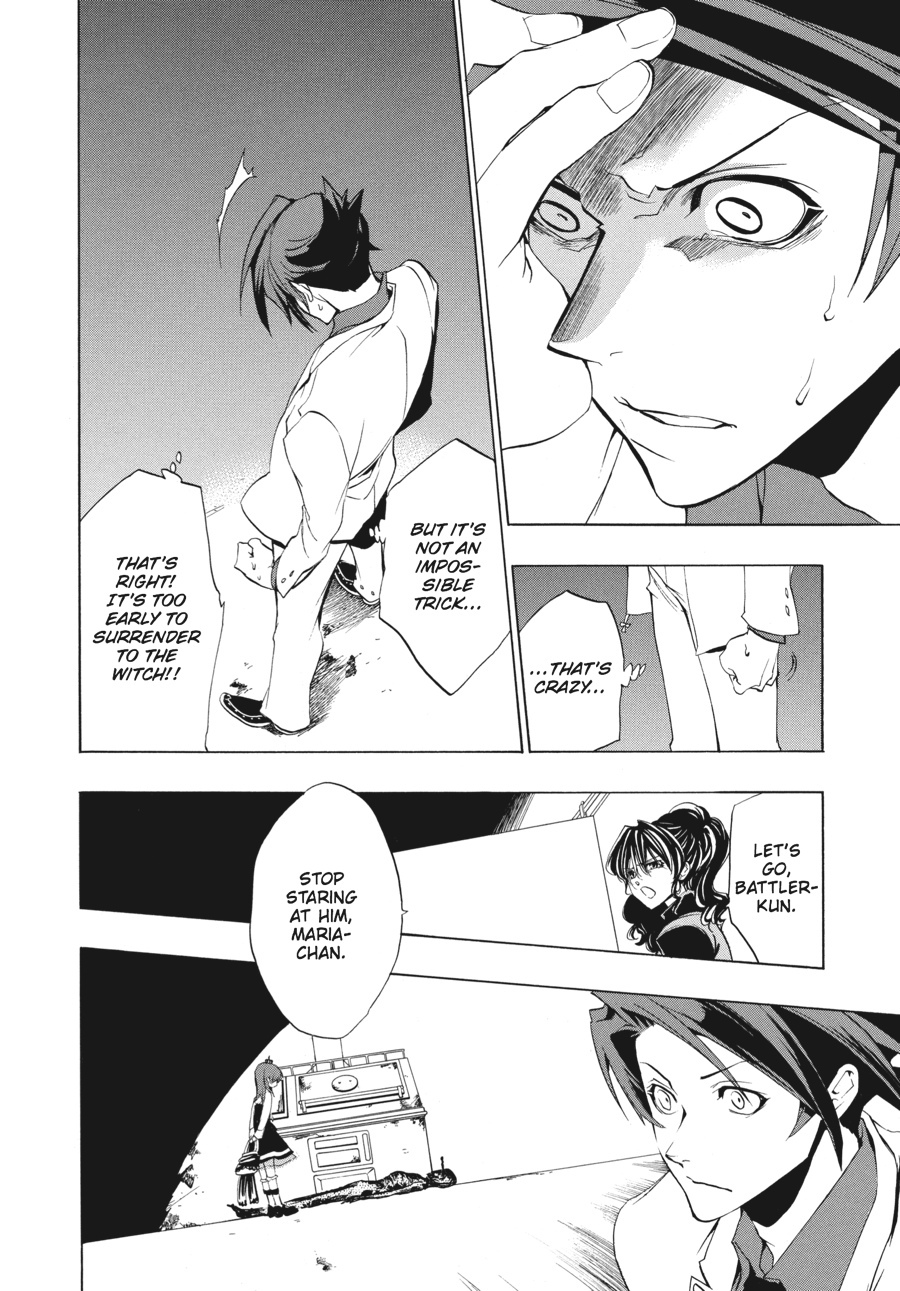 ...THAT'S
CRAZY...
BUT IT'S
NOT AN
IMPOS-
SIBLE
TRICK...
THAT'S
RIGHT!
IT'S TOO
EARLY TO
SURRENDER
TO THE
WITCH!!
LET'S
GO,
BATTLER-
KUN.
STOP
STARING
AT HIM,
MARIA-
CHAN.